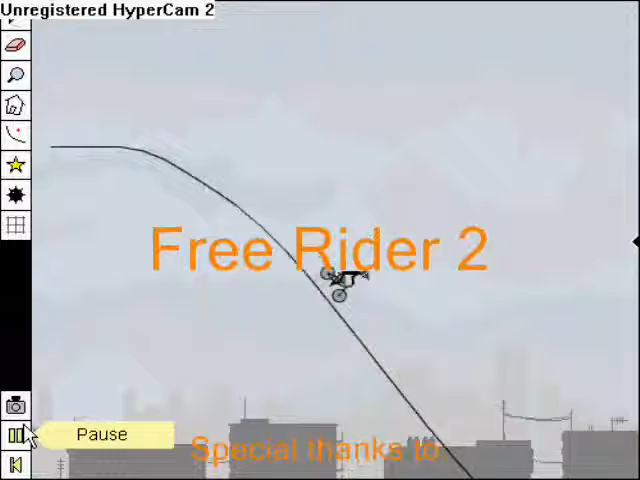 Unregistered HyperCam 2
Free Rider 2
Pause
Special thanks to